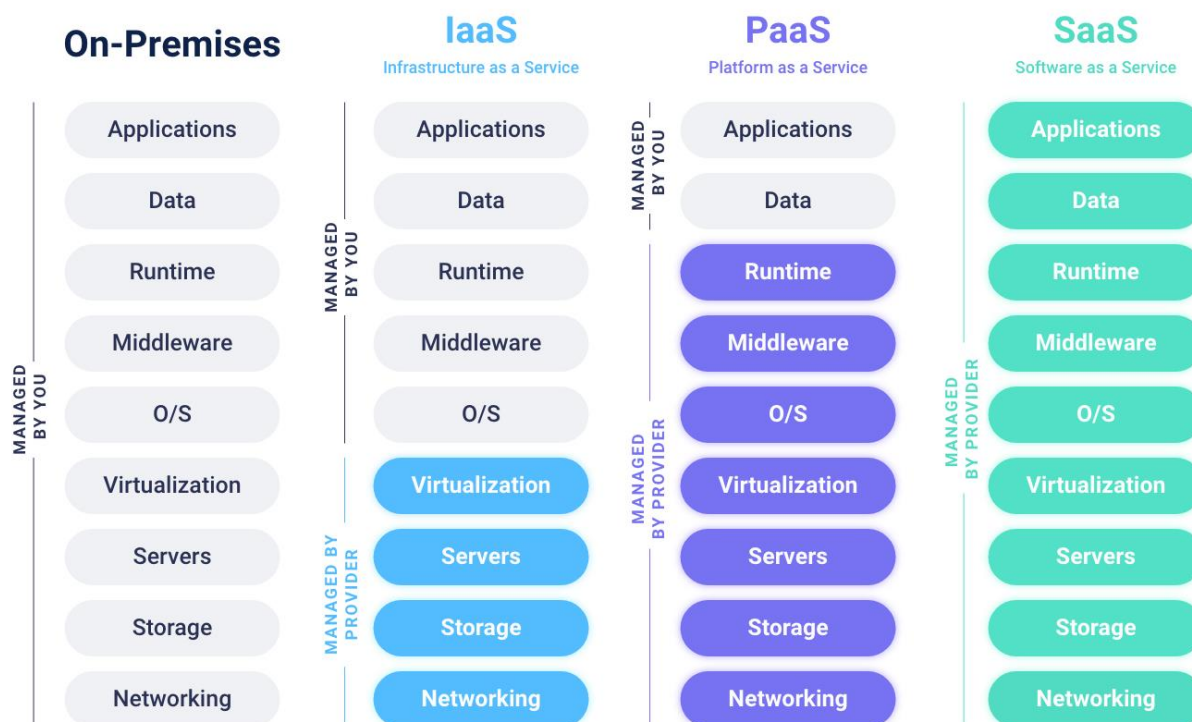 On-Premises
MANAGED
BY YOU
Applications
Data
Runtime
Middleware
O/S
Virtualization
Servers
Storage
Networking
IaaS
Infrastructure as a Service
MANAGED
BY YOU
Applications
Data
Runtime
Middleware
O/S
MANAGED BY
PROVIDER
Virtualization
Servers
Storage
Networking
PaaS
Platform as a Service
MANAGED
BY YOU
Applications
Data
MANAGED
BY PROVIDER
Runtime
Middleware
O/S
Virtualization
Servers
Storage
Networking
SaaS
Software as a Service
MANAGED
BY PROVIDER
Applications
Data
Runtime
Middleware
O/S
Virtualization
Servers
Storage
Networking